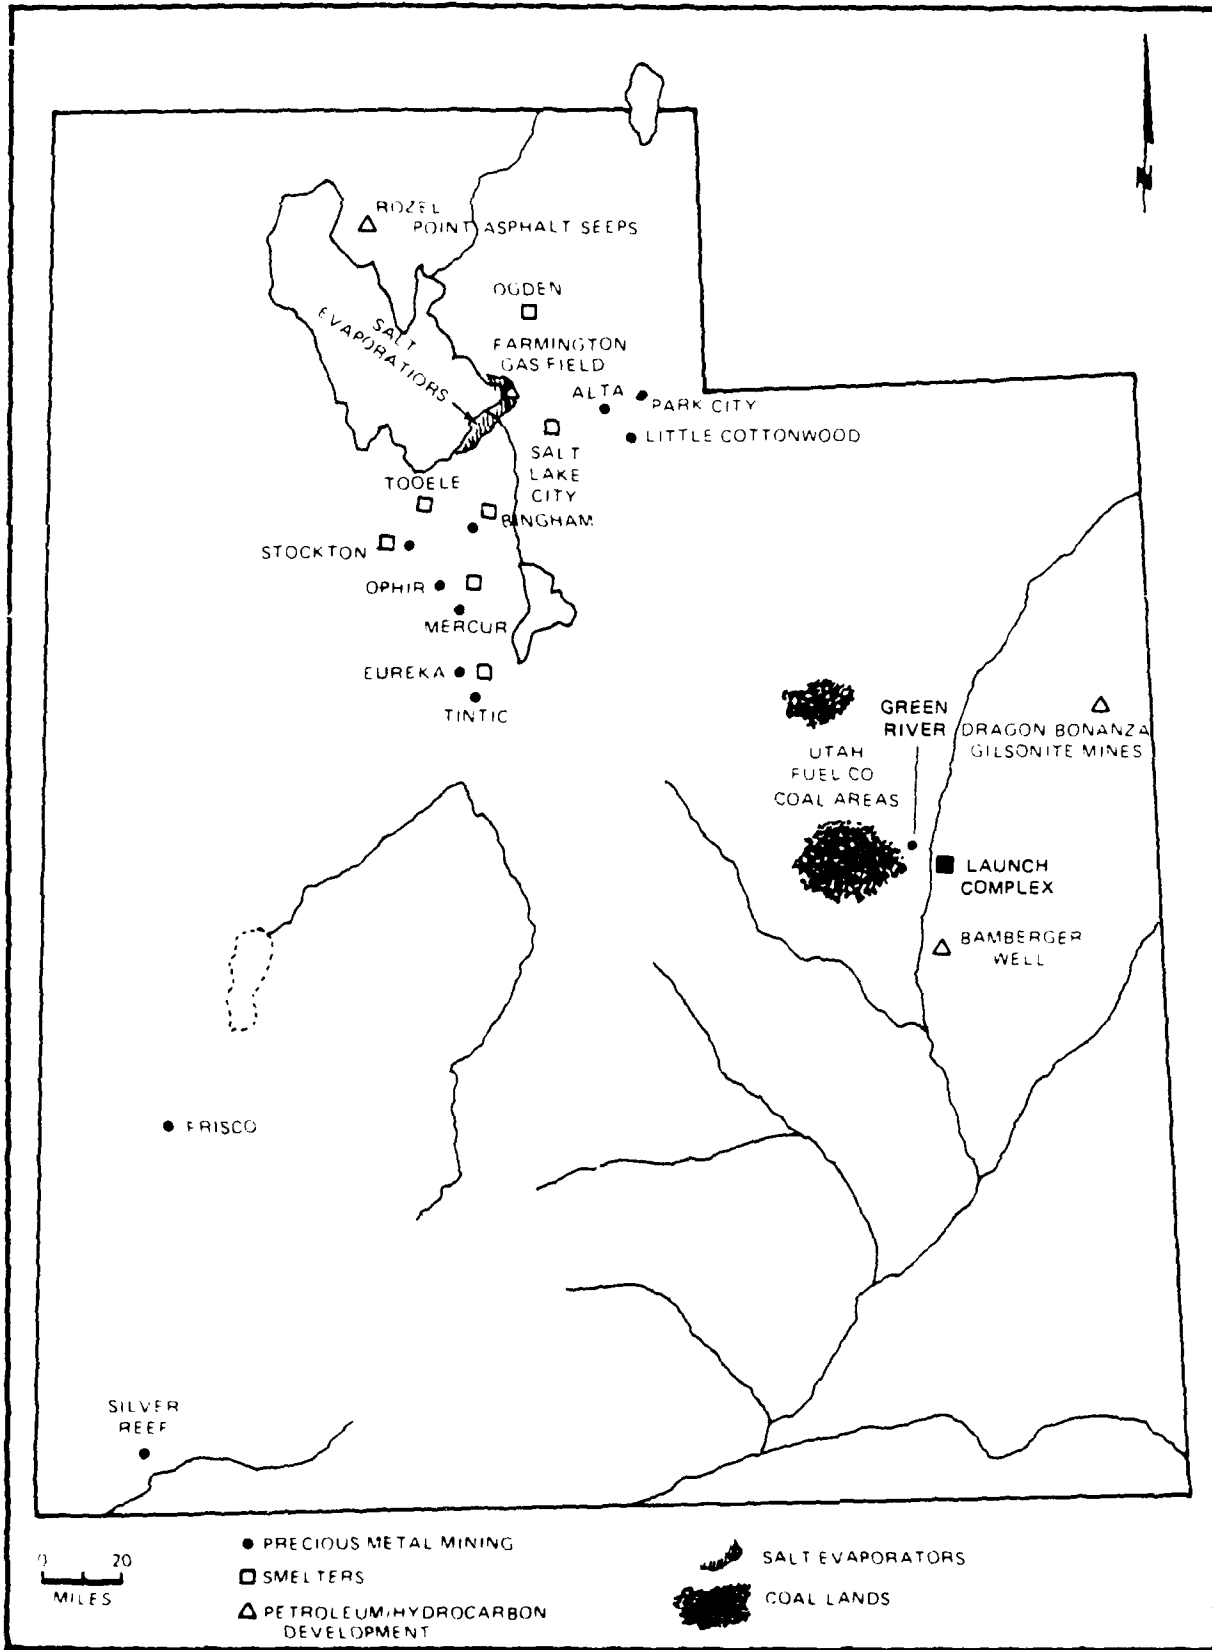 ROZEL
POINT ASPHALT SEEPS
OGDEN
SALT
EVAPORATIORS
FARMINGTON
GAS FIELD
ALTA
PARK CITY
LITTLE COTTONWOOD
SALT
LAKE
CITY
TOOELE
BINGHAM
STOCKTON
OPHIR
MERCUR
EUREKA
TINTIC
GREEN
RIVER
DRAGON BONANZA
GILSONITE MINES
UTAH
FUEL CO
COAL AREAS
LAUNCH
COMPLEX
BAMBERGER
WELL
FRISCO
SILVER
REEF
0 20
MILES
PRECIOUS METAL MINING
SMELTERS
PETROLEUM/HYDROCARBON
DEVELOPMENT
SALT EVAPORATORS
COAL LANDS
N